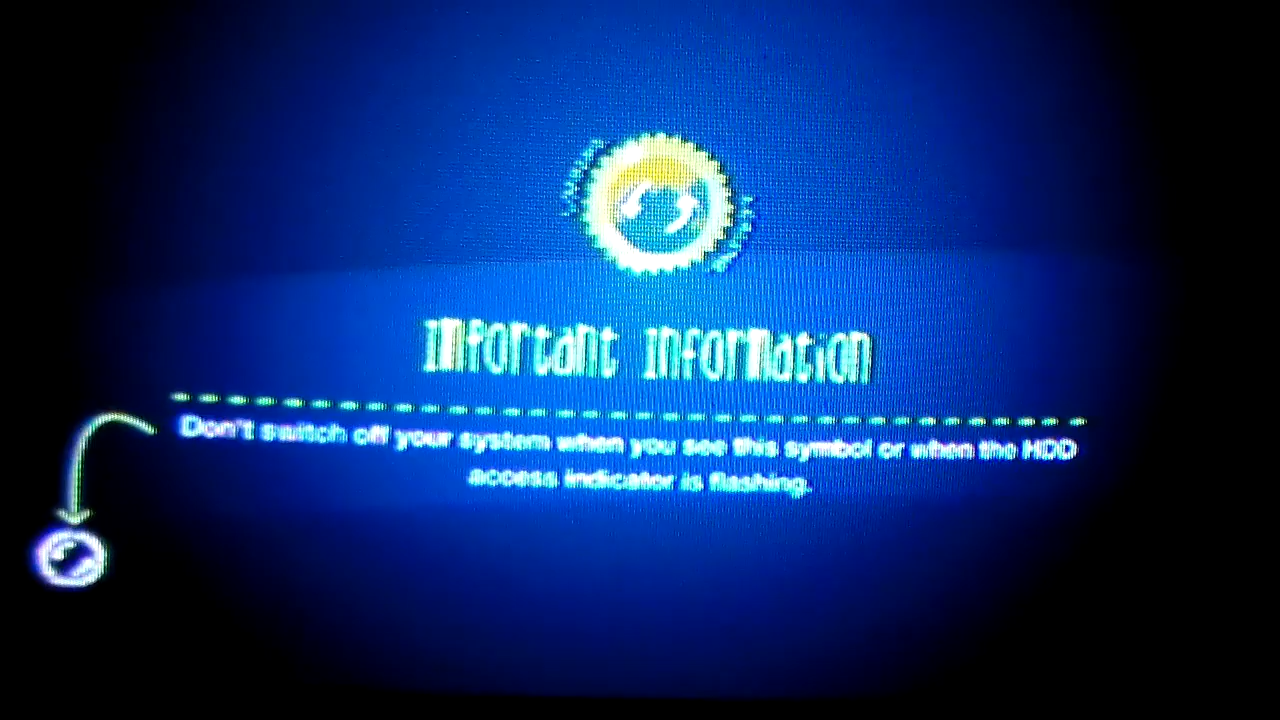 Important Information
Don't switch off your system when you see this symbol or when the HDD
access indicator is flashing.